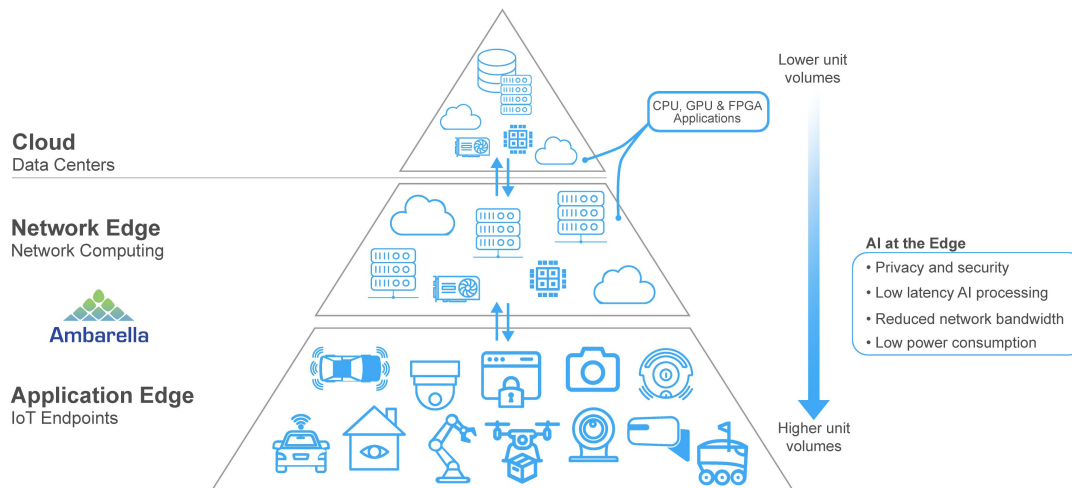 Cloud
Data Centers
CPU, GPU & FPGA
Applications
Lower unit
volumes
Network Edge
Network Computing
Ambarella
AI at the Edge
• Privacy and security
• Low latency AI processing
• Reduced network bandwidth
• Low power consumption
Application Edge
IoT Endpoints
Higher unit
volumes